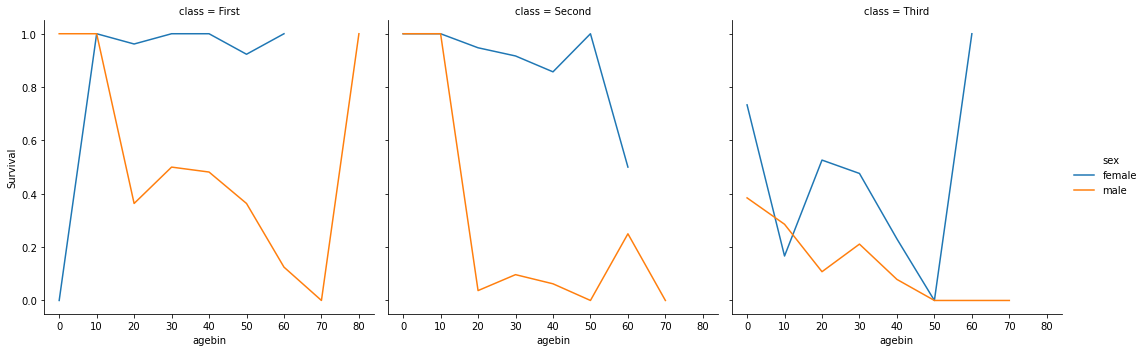 class = First
class = Second
class = Third
1.0
0.8
0.6
0.4
0.2
0.0
Survival
0 10 20 30 40 50 60 70 80
0 10 20 30 40 50 60 70 80
0 10 20 30 40 50 60 70 80
agebin
agebin
agebin
sex
female
male